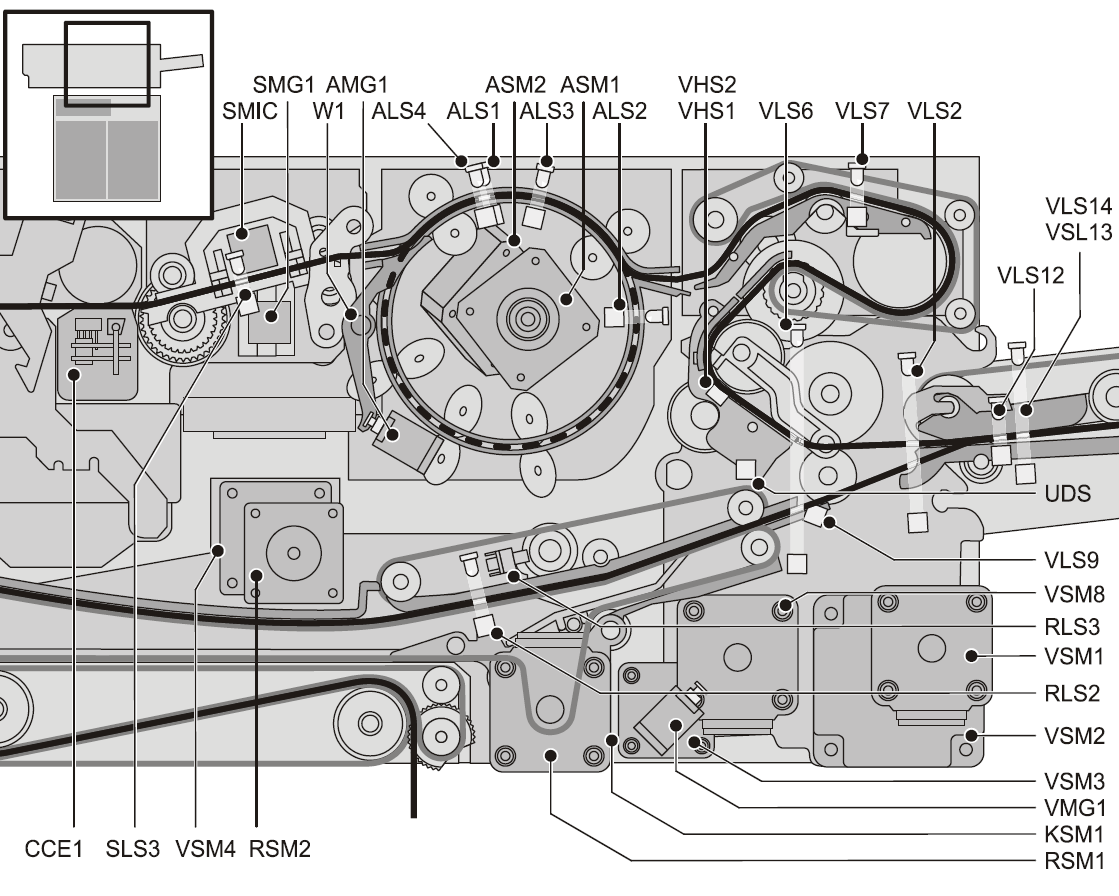 SMG1 AMG1 ASM2 ASM1 VHS2
SMIC W1 ALS4 ALS1 ALS3 ALS2 VHS1 VLS6 VLS7 VLS2
VLS14
VSL13
VLS12
UDS
VLS9
VSM8
RLS3
VSM1
RLS2
VSM2
VSM3
VMG1
KSM1
RSM1
CCE1 SLS3 VSM4 RSM2